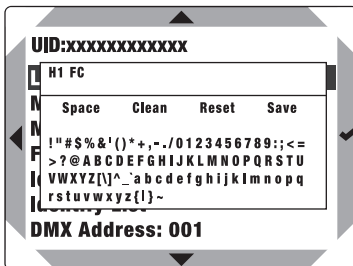 UID:xxxxxxxxxxxx
H1 FC
Space Clean Reset Save
!"#$%&'()*+,-./0123456789:;<=
>?@ABCDEFGHIJKLMNOPQRSTU
VWXYZ[\]^_`abcdefghijklmnopq
rstuvwxyz{|}~
DMX Address: 001